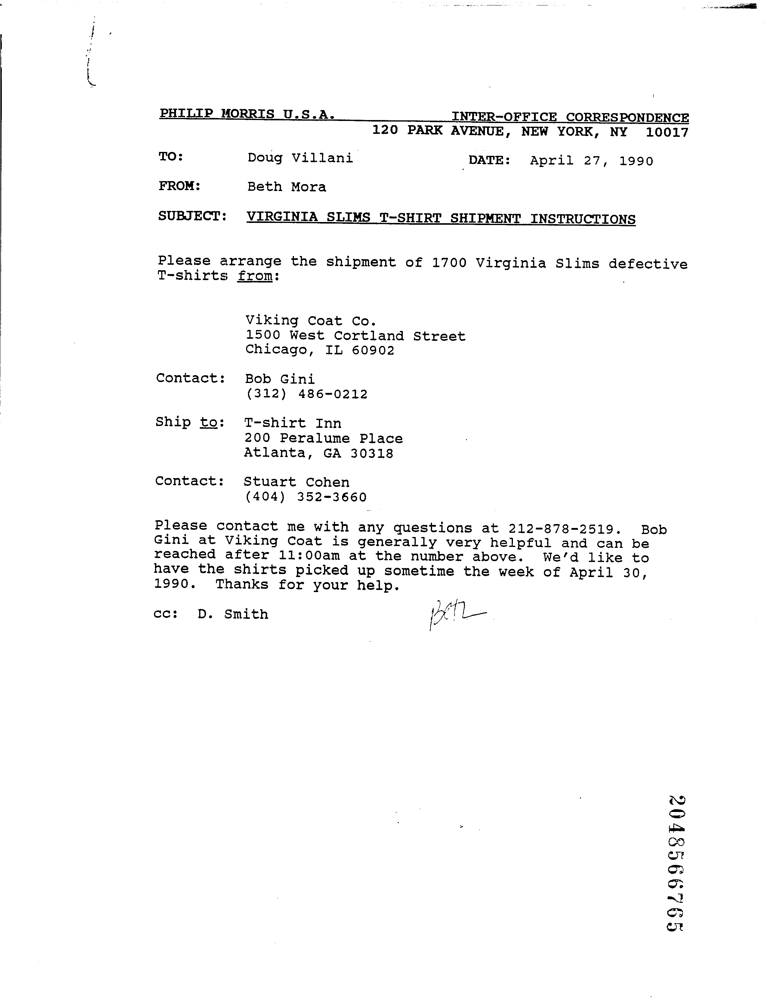 PHILIP MORRIS U.S.A. INTER-OFFICE CORRESPONDENCE
120 PARK AVENUE, NEW YORK, NY 10017
TO: Doug Villani DATE: April 27, 1990
FROM: Beth Mora
SUBJECT: VIRGINIA SLIMS T-SHIRT SHIPMENT INSTRUCTIONS
Please arrange the shipment of 1700 Virginia Slims defective
T-shirts from:
Viking Coat Co.
1500 West Cortland Street
Chicago, IL 60902
Contact: Bob Gini
(312) 486-0212
Ship to: T-shirt Inn
200 Peralume Place
Atlanta, GA 30318
Contact: Stuart Cohen
(404) 352-3660
Please contact me with any questions at 212-878-2519. Bob
Gini at Viking Coat is generally very helpful and can be
reached after 11:00am at the number above. We'd like to
have the shirts picked up sometime the week of April 30,
1990. Thanks for your help.
cc: D. Smith Beth
2048566765